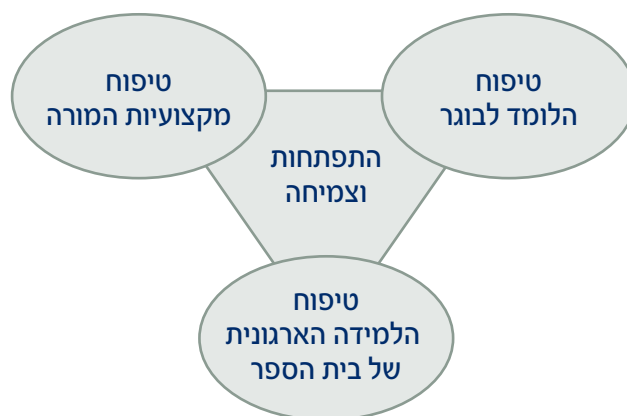 טיפוח
הלומד לבוגר
טיפוח
מקצועיות המורה
התפתחות
וצמיחה
טיפוח
הלמידה הארגונית
של בית הספר